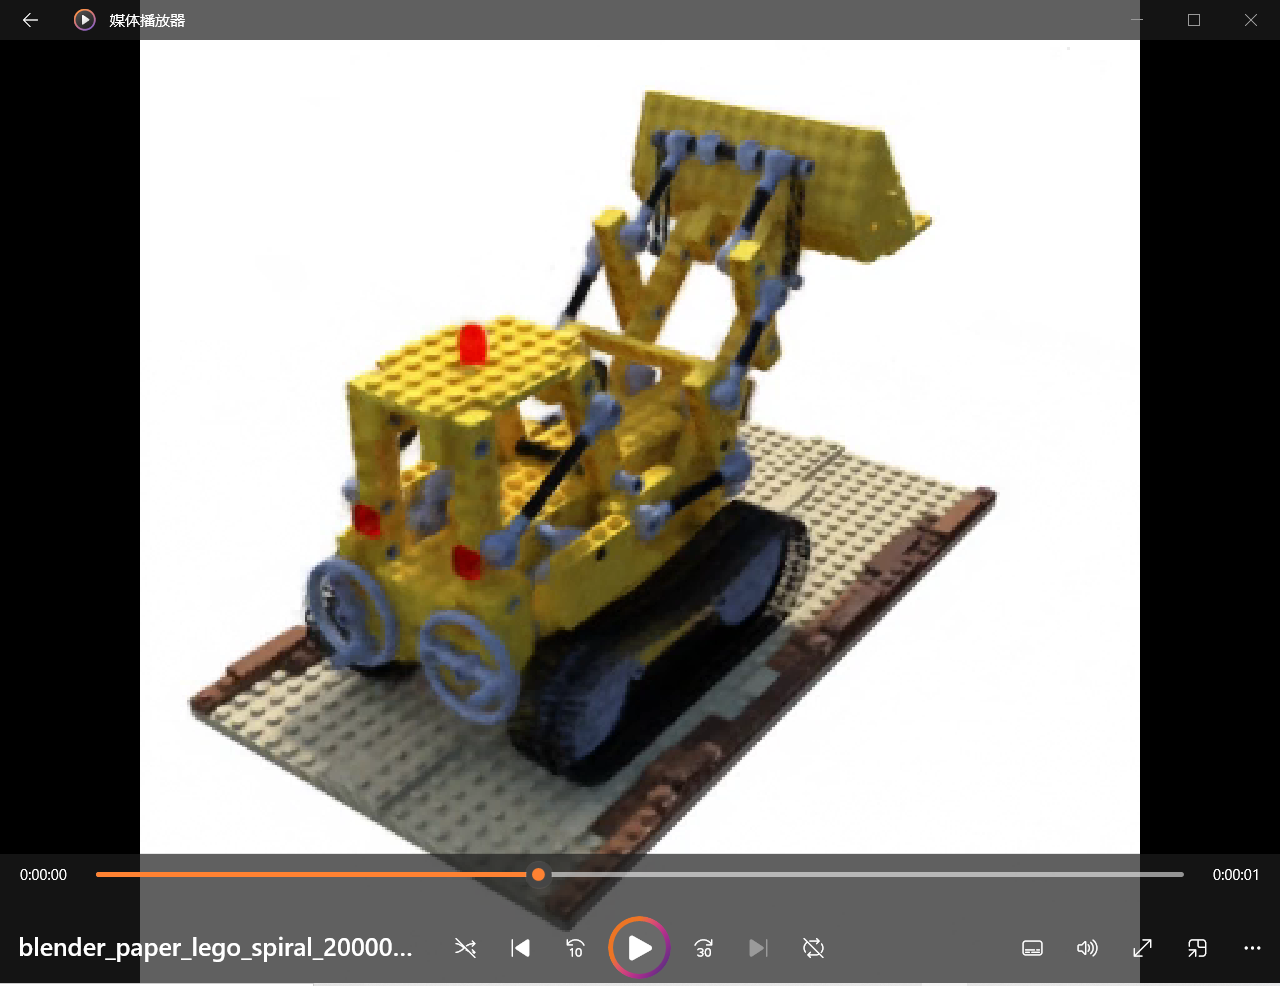 媒体播放器
0:00:00
0:00:01
blender_paper_lego_spiral_20000...
10
30